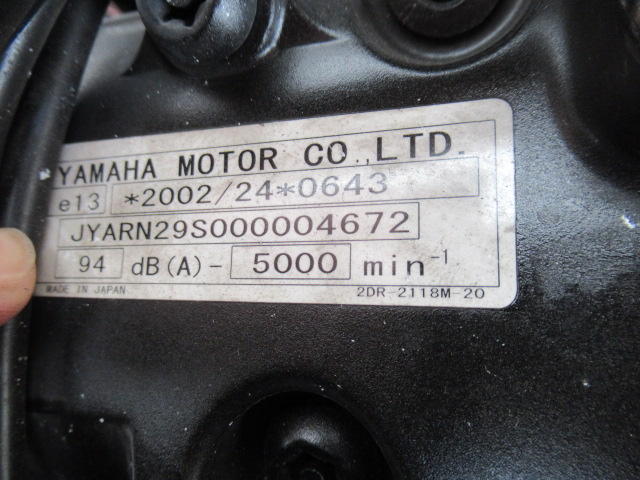 YAMAHA MOTOR CO.,LTD.
e13 *2002/24*0643
JYARN29S000004672
94 dB(A)- 5000 min⁻¹
MADE IN JAPAN 2DR-2118M-20